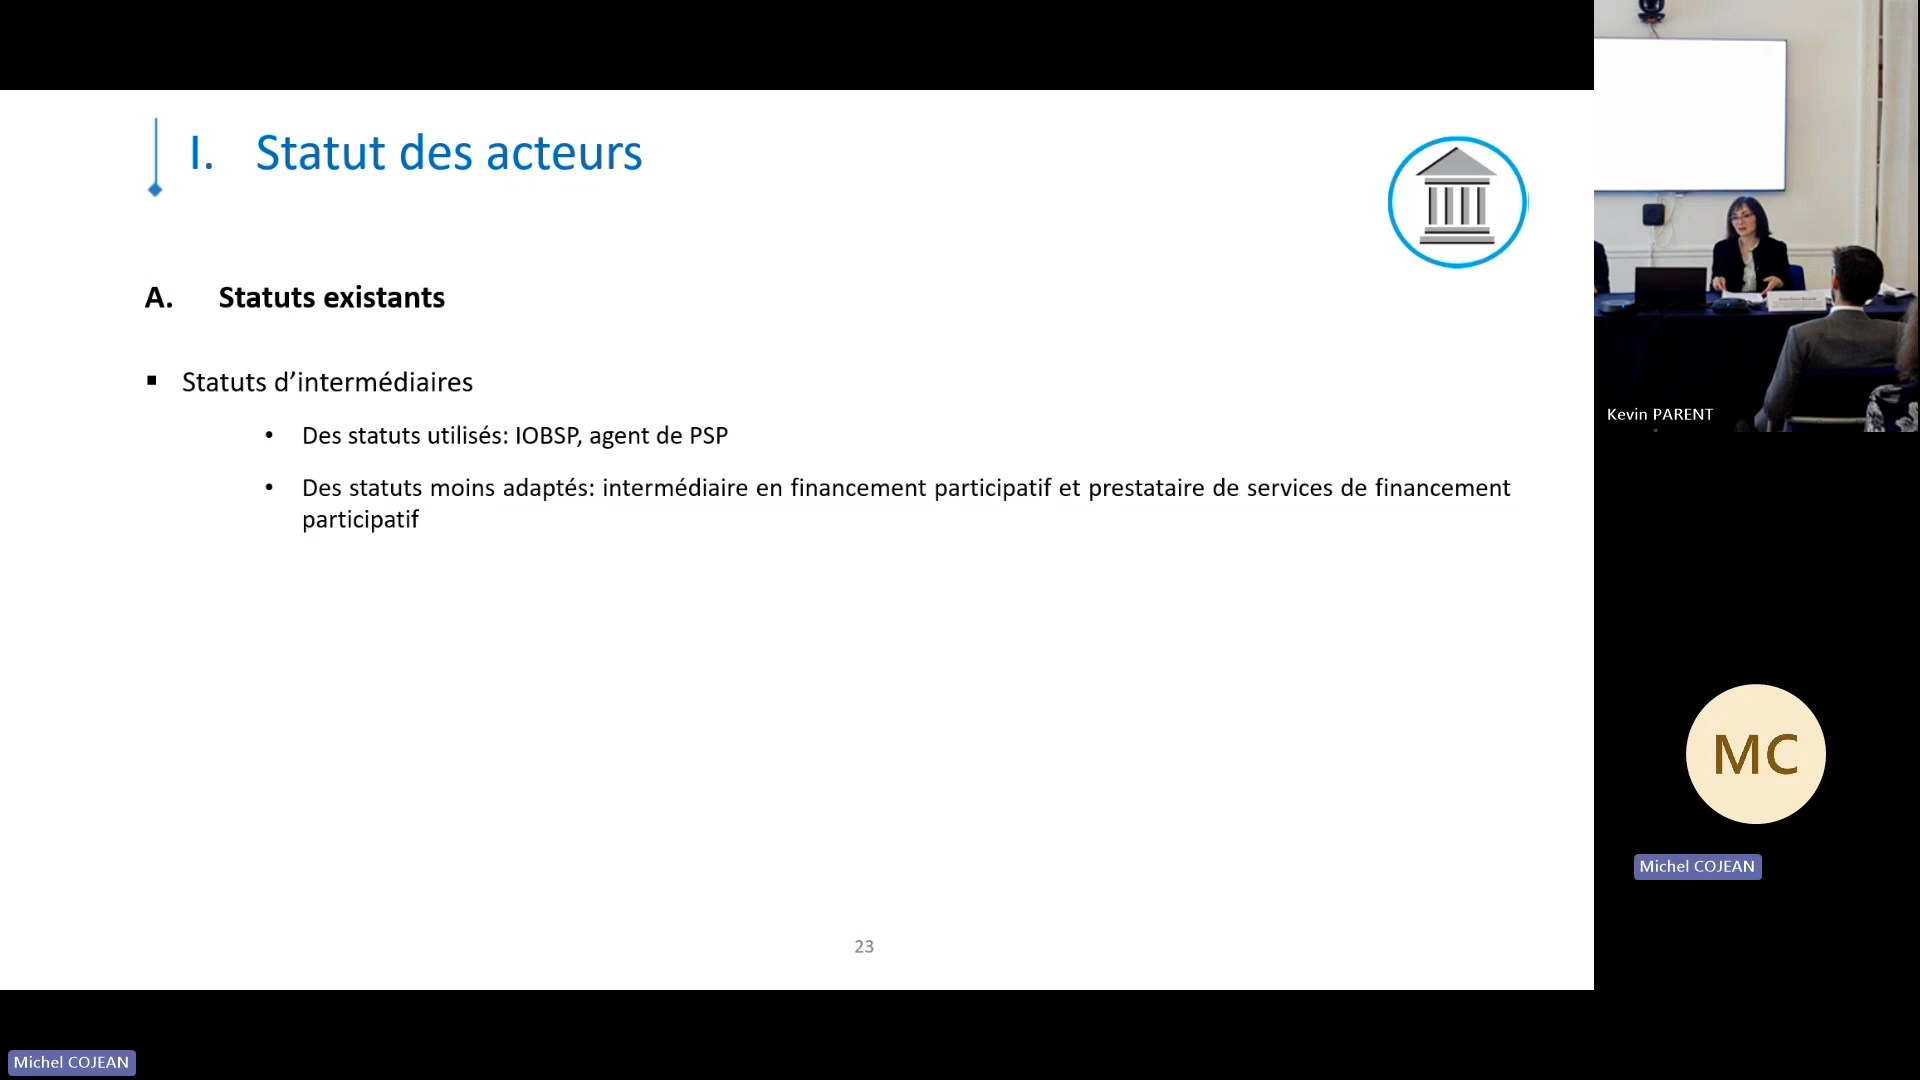 I. Statut des acteurs
A. Statuts existants
▪ Statuts d’intermédiaires
• Des statuts utilisés: IOBSP, agent de PSP
• Des statuts moins adaptés: intermédiaire en financement participatif et prestataire de services de financement
participatif
23
Kevin PARENT
MC
Michel COJEAN
Michel COJEAN